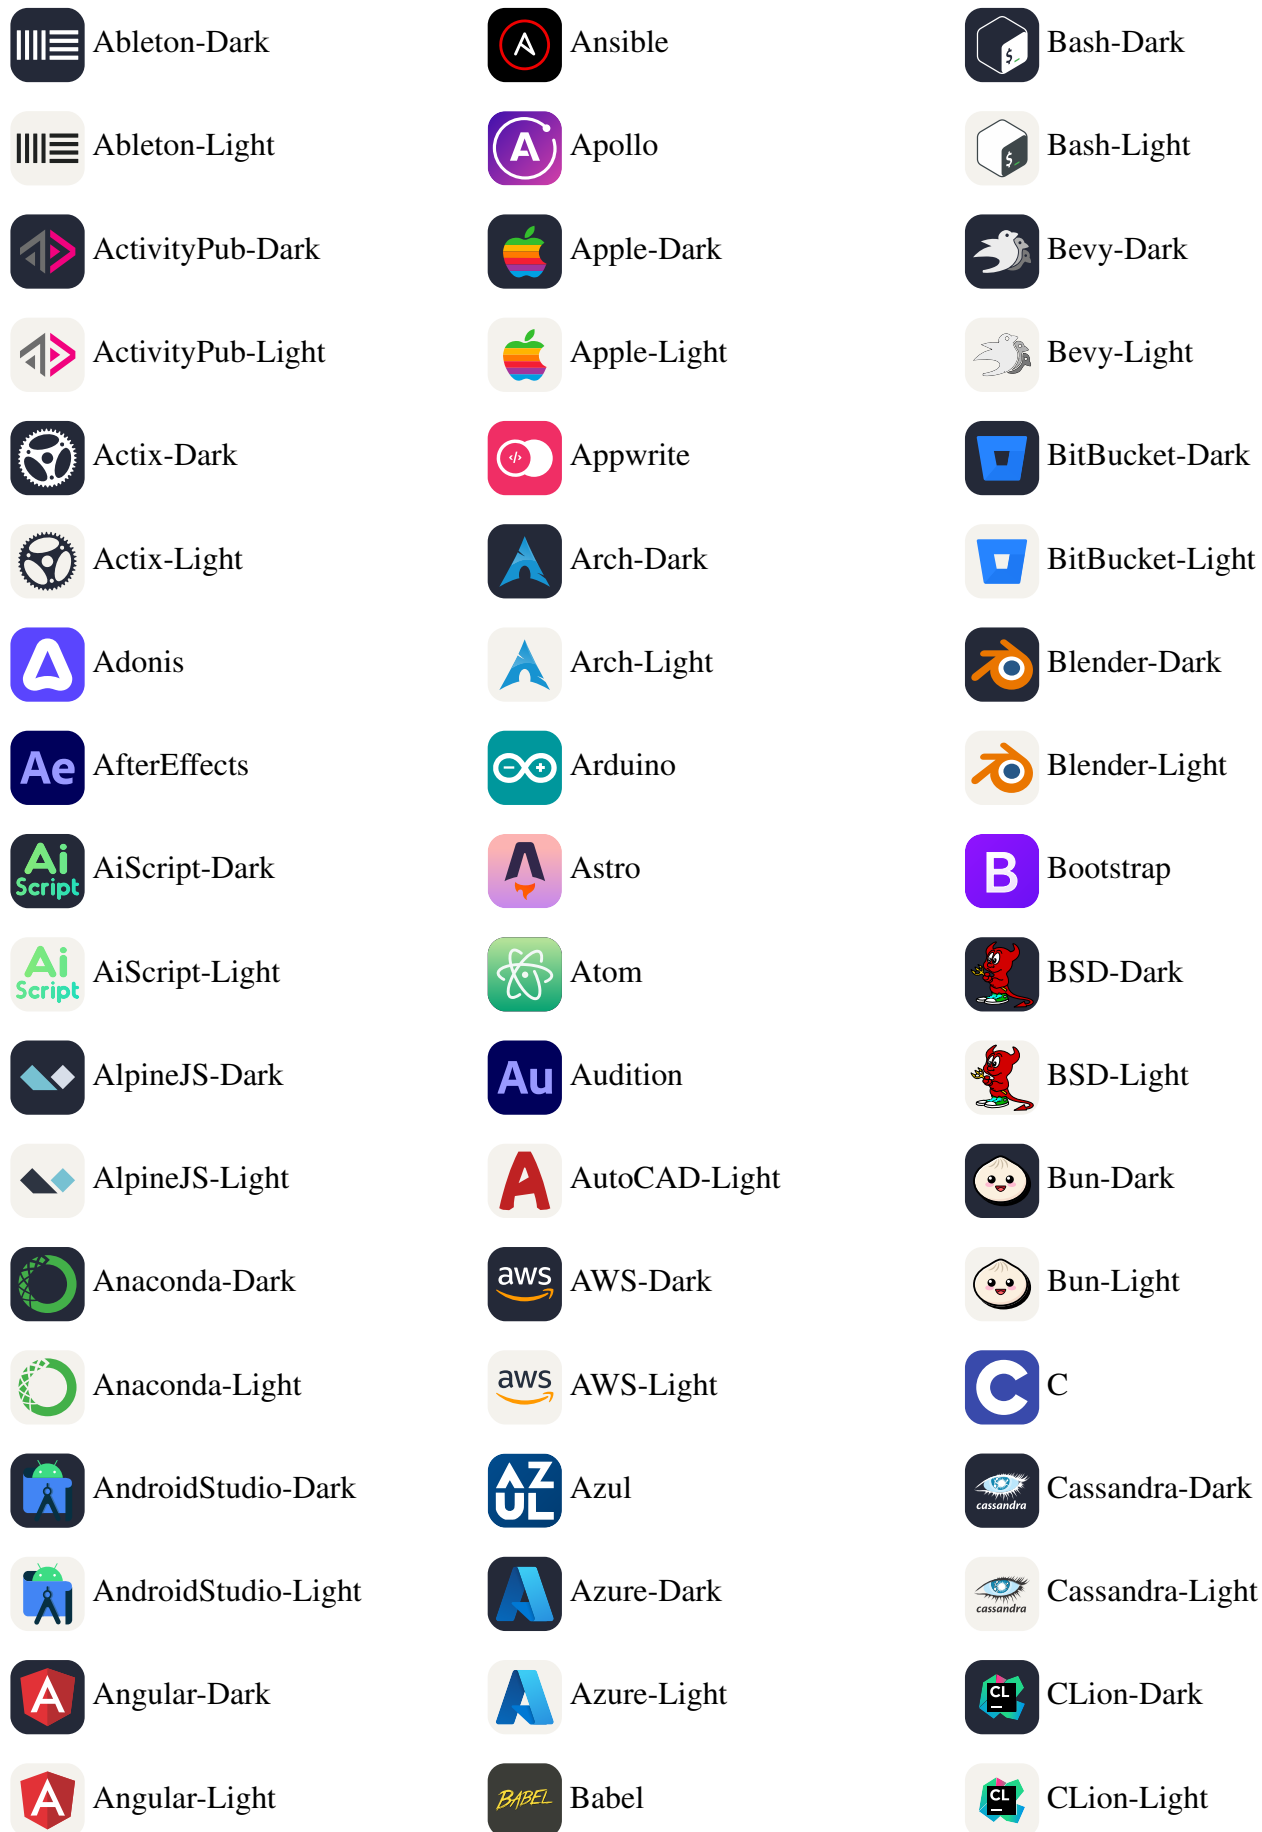 Ableton-Dark
Ableton-Light
ActivityPub-Dark
ActivityPub-Light
Actix-Dark
Actix-Light
Adonis
Ae AfterEffects
Ai
Script
AiScript-Dark
Ai
Script
AiScript-Light
AlpineJS-Dark
AlpineJS-Light
Anaconda-Dark
Anaconda-Light
AndroidStudio-Dark
AndroidStudio-Light
A Angular-Dark
A Angular-Light
A Ansible
A Apollo
Apple-Dark
Apple-Light
</> Appwrite
Arch-Dark
Arch-Light
Arduino
Astro
Atom
Au Audition
A AutoCAD-Light
aws AWS-Dark
aws AWS-Light
AZ
UL
Azul
Azure-Dark
Azure-Light
BABEL Babel
$_ Bash-Dark
$_ Bash-Light
Bevy-Dark
Bevy-Light
BitBucket-Dark
BitBucket-Light
Blender-Dark
Blender-Light
B Bootstrap
BSD-Dark
BSD-Light
Bun-Dark
Bun-Light
C C
cassandra Cassandra-Dark
cassandra Cassandra-Light
CL CLion-Dark
CL CLion-Light